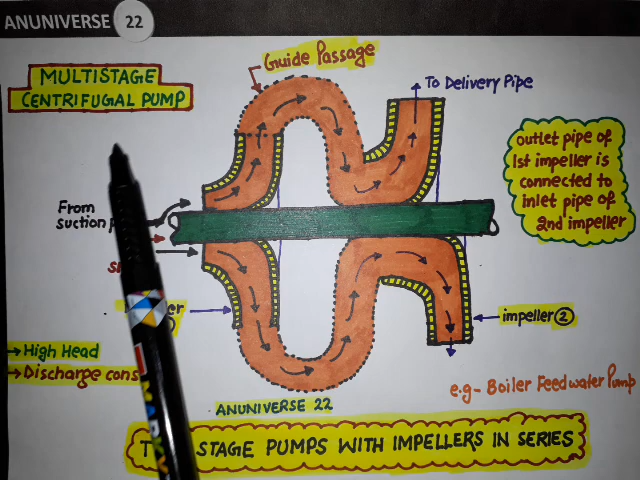 ANUNIVERSE 22
MULTISTAGE
CENTRIFUGAL PUMP
Guide Passage
To Delivery Pipe
outlet pipe of
1st impeller is
connected to
inlet pipe of
2nd impeller
From
suction
impeller ②
→ High Head
→ Discharge
e.g- Boiler Feedwater Pump
ANUNIVERSE 22
STAGE PUMPS WITH IMPELLERS IN SERIES